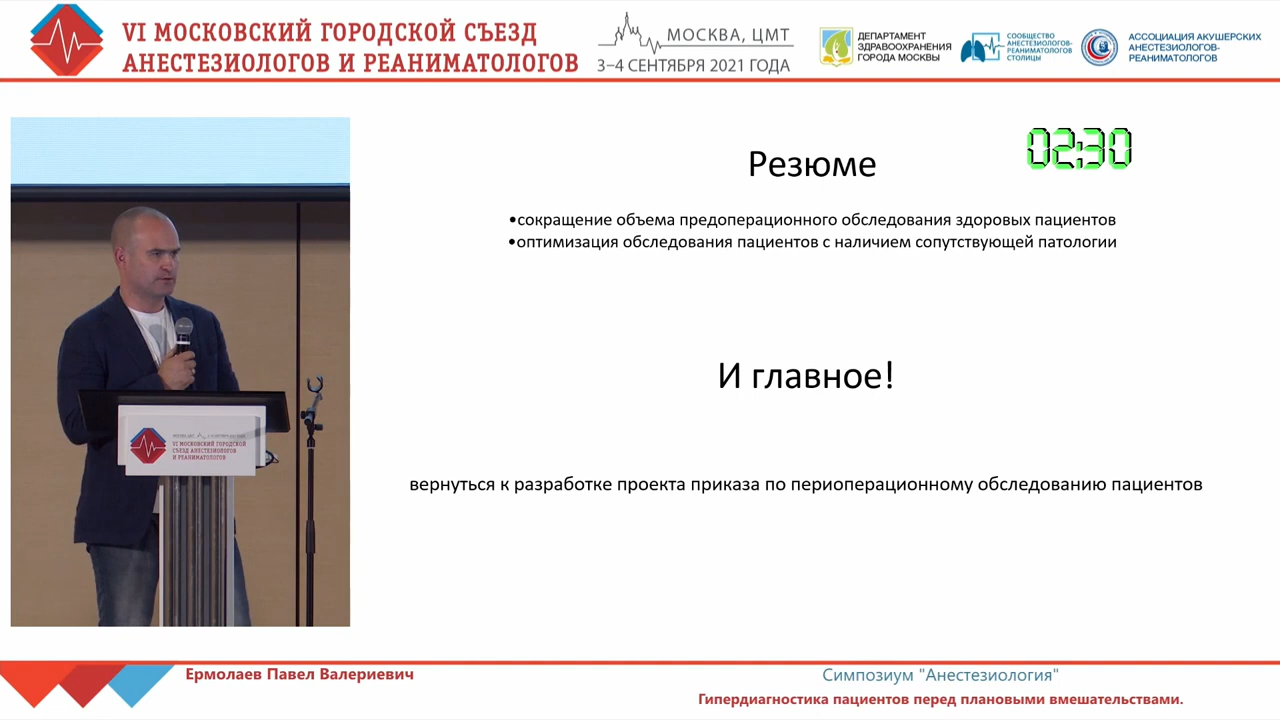 VI МОСКОВСКИЙ ГОРОДСКОЙ СЪЕЗД
АНЕСТЕЗИОЛОГОВ И РЕАНИМАТОЛОГОВ
МОСКВА, ЦМТ
3–4 СЕНТЯБРЯ 2021 ГОДА
ДЕПАРТАМЕНТ
ЗДРАВООХРАНЕНИЯ
ГОРОДА МОСКВЫ
СООБЩЕСТВО
АНЕСТЕЗИОЛОГОВ-
РЕАНИМАТОЛОГОВ
СТОЛИЦЫ
АССОЦИАЦИЯ АКУШЕРСКИХ
АНЕСТЕЗИОЛОГОВ-
РЕАНИМАТОЛОГОВ
02:30
Резюме
•сокращение объема предоперационного обследования здоровых пациентов
•оптимизация обследования пациентов с наличием сопутствующей патологии
И главное!
вернуться к разработке проекта приказа по периоперационному обследованию пациентов
VI МОСКОВСКИЙ ГОРОДСКОЙ
СЪЕЗД АНЕСТЕЗИОЛОГОВ
И РЕАНИМАТОЛОГОВ
Ермолаев Павел Валериевич
Симпозиум "Анестезиология"
Гипердиагностика пациентов перед плановыми вмешательствами.